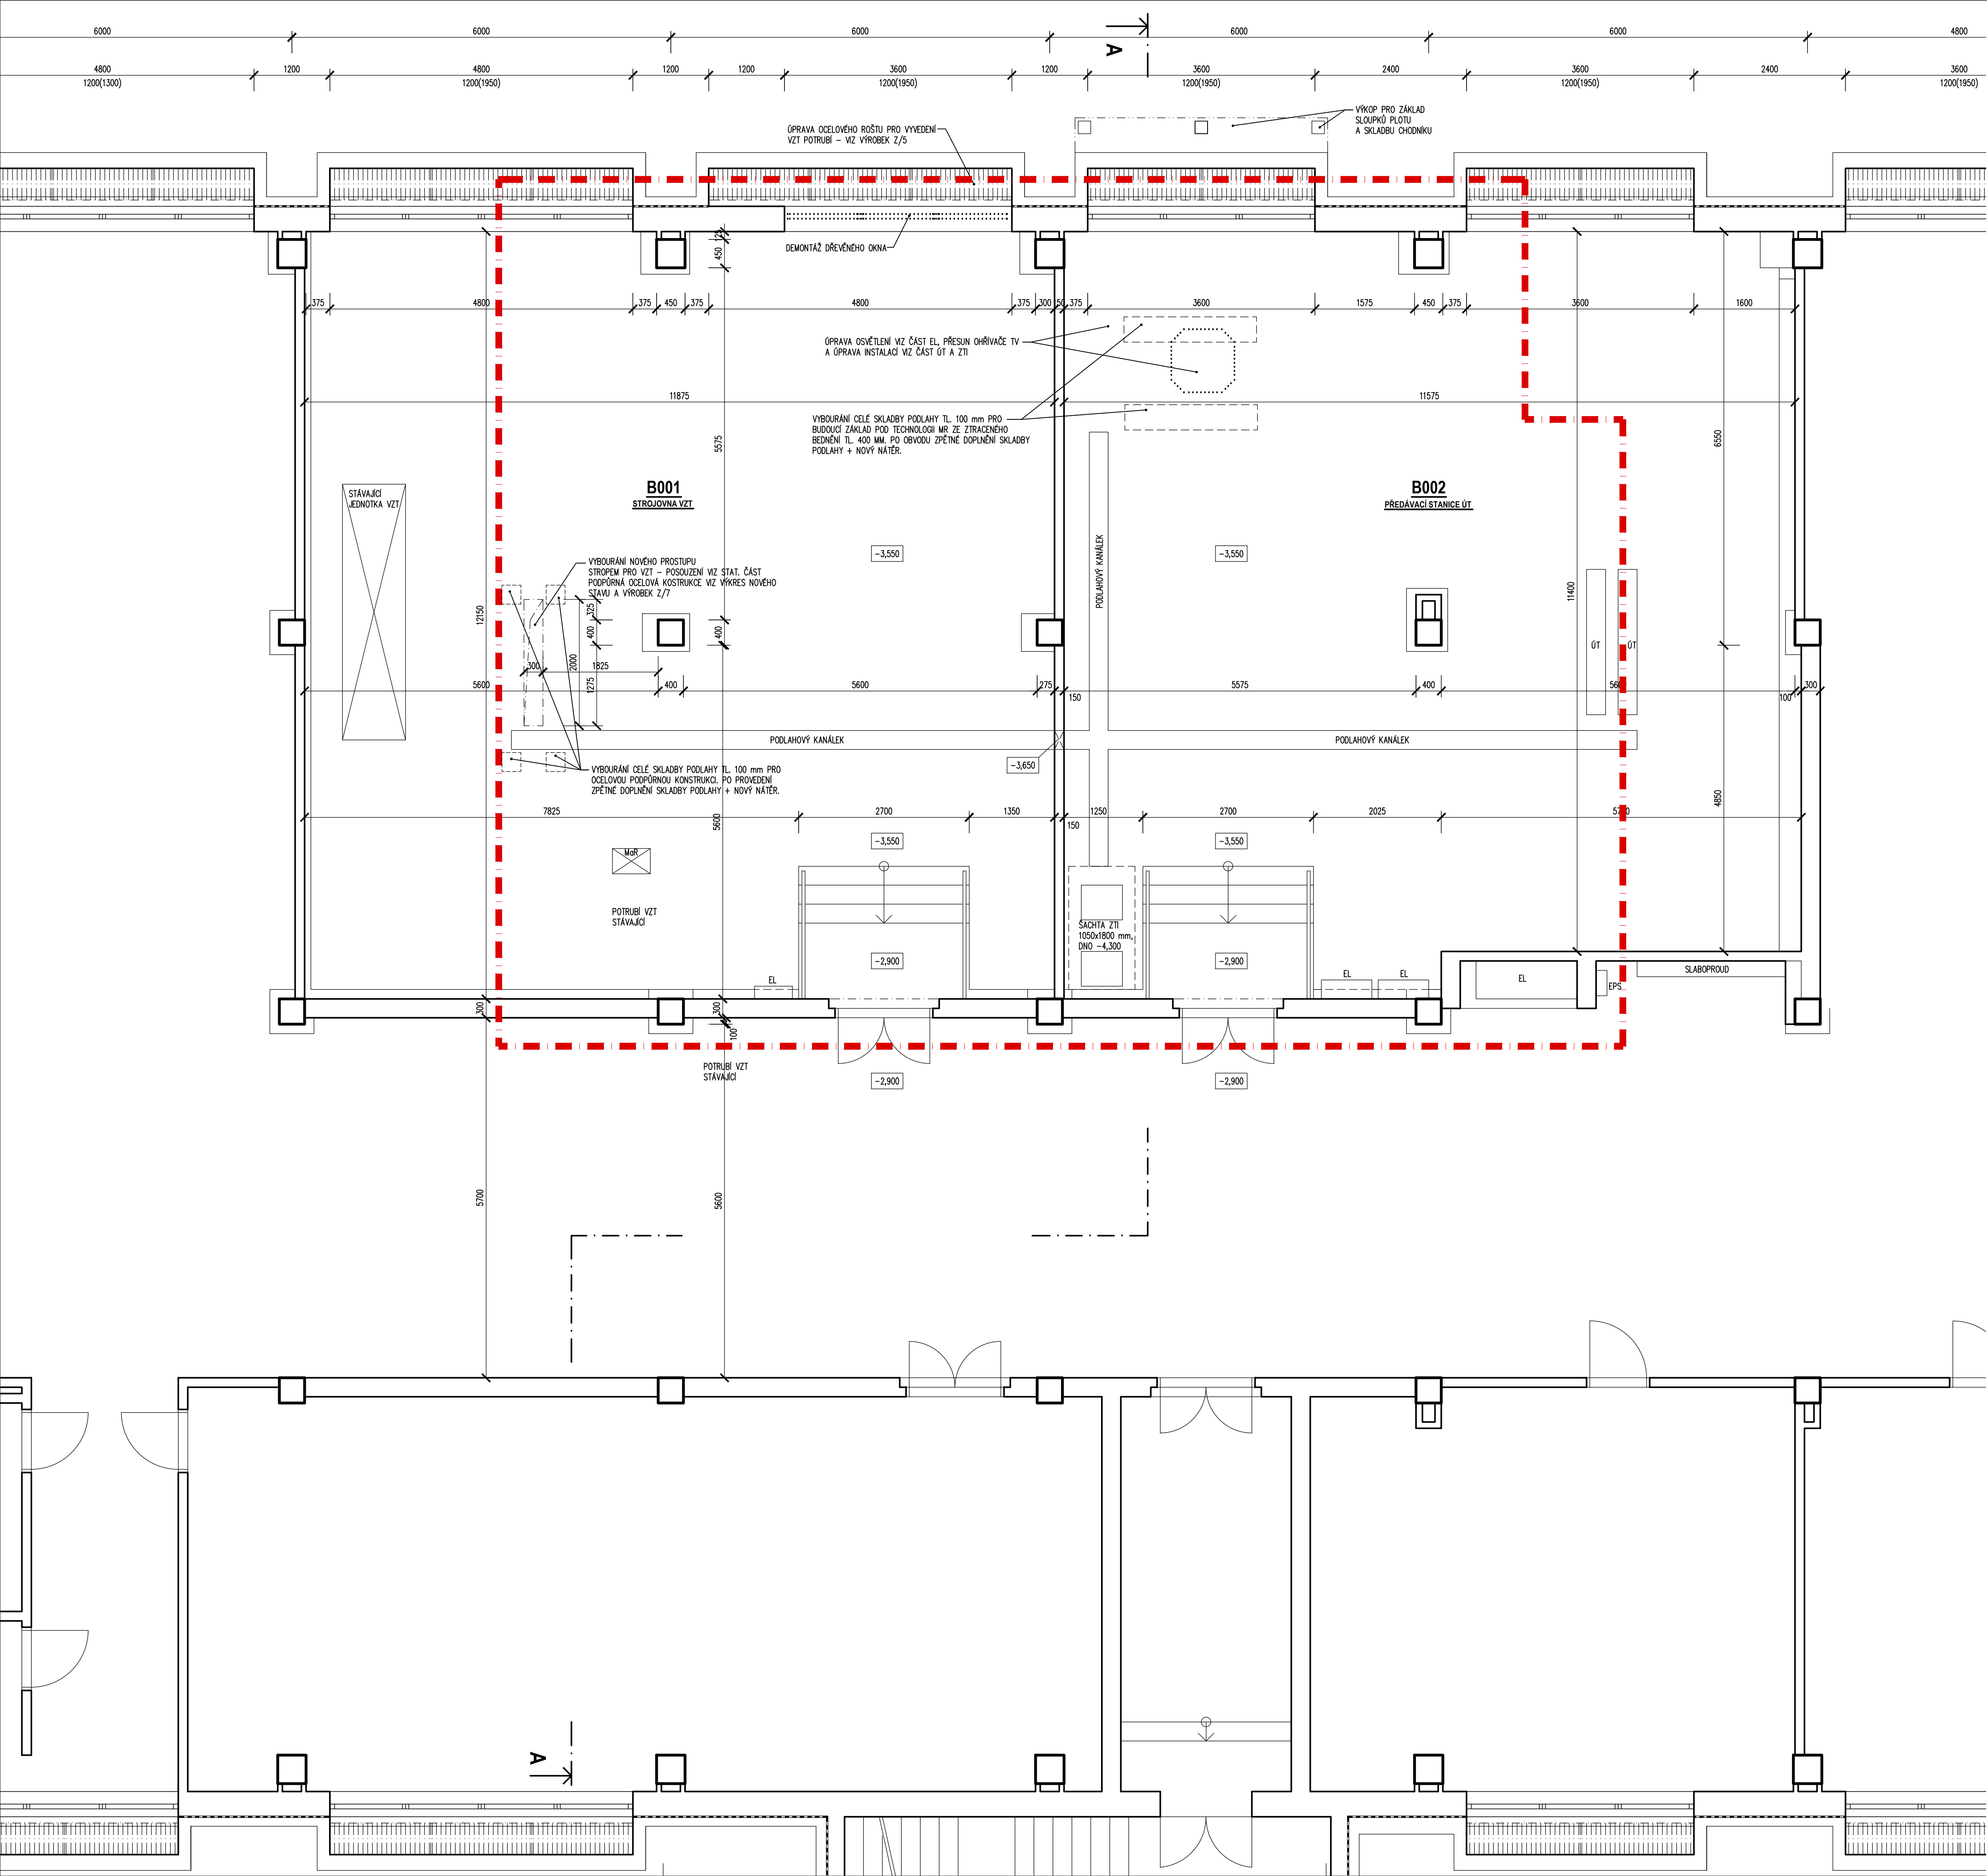 6000
6000
6000
A
6000
6000
4800
4800
1200(1300)
1200
4800
1200(1950)
1200
1200
3600
1200(1950)
1200
3600
1200(1950)
2400
3600
1200(1950)
2400
3600
1200(1950)
ÚPRAVA OCELOVÉHO ROŠTU PRO VYVEDENÍ
VZT POTRUBÍ – VIZ VÝROBEK Z/5
VÝKOP PRO ZÁKLAD
SLOUPKŮ PLOTU
A SKLADBU CHODNÍKU
DEMONTÁŽ DŘEVĚNÉHO OKNA
125
450
375
4800
375
450
375
4800
375
300
375
3600
1575
450
375
3600
1600
ÚPRAVA OSVĚTLENÍ VIZ ČÁST EL, PŘESUN OHŘÍVAČE TV
A ÚPRAVA INSTALACÍ VIZ ČÁST ÚT A ZTI
11875
11575
VYBOURÁNÍ CELÉ SKLADBY PODLAHY TL. 100 mm PRO
BUDOUCÍ ZÁKLAD POD TECHNOLOGII MR ZE ZTRACENÉHO
BEDNĚNÍ TL. 400 MM. PO OBVODU ZPĚTNÉ DOPLNĚNÍ SKLADBY
PODLAHY + NOVÝ NÁTĚR.
5575
6550
STÁVAJÍCÍ
JEDNOTKA VZT
B001
STROJOVNA VZT
B002
PŘEDÁVACÍ STANICE ÚT
-3,550
-3,550
PODLAHOVÝ KANÁLEK
VYBOURÁNÍ NOVÉHO PROSTUPU
STROPEM PRO VZT – POSOUZENÍ VIZ STAT. ČÁST
PODPŮRNÁ OCELOVÁ KOSTRUKCE VIZ VÝKRES NOVÉHO
STAVU A VÝROBEK Z/7
12150
11400
325
400
400
2000
1275
300
1825
ÚT
ÚT
5600
400
5600
275
150
5575
400
100
300
PODLAHOVÝ KANÁLEK
PODLAHOVÝ KANÁLEK
-3,650
VYBOURÁNÍ CELÉ SKLADBY PODLAHY TL. 100 mm PRO
OCELOVOU PODPŮRNOU KONSTRUKCI. PO PROVEDENÍ
ZPĚTNÉ DOPLNĚNÍ SKLADBY PODLAHY + NOVÝ NÁTĚR.
7825
2700
1350
150
1250
2700
2025
4850
5600
-3,550
-3,550
MaR
POTRUBÍ VZT
STÁVAJÍCÍ
ŠACHTA ZTI
1050x1800 mm,
DNO -4,300
-2,900
-2,900
EL
EL
EL
EL
EPS
SLABOPROUD
300
300
100
POTRUBÍ VZT
STÁVAJÍCÍ
-2,900
-2,900
5700
5600
A